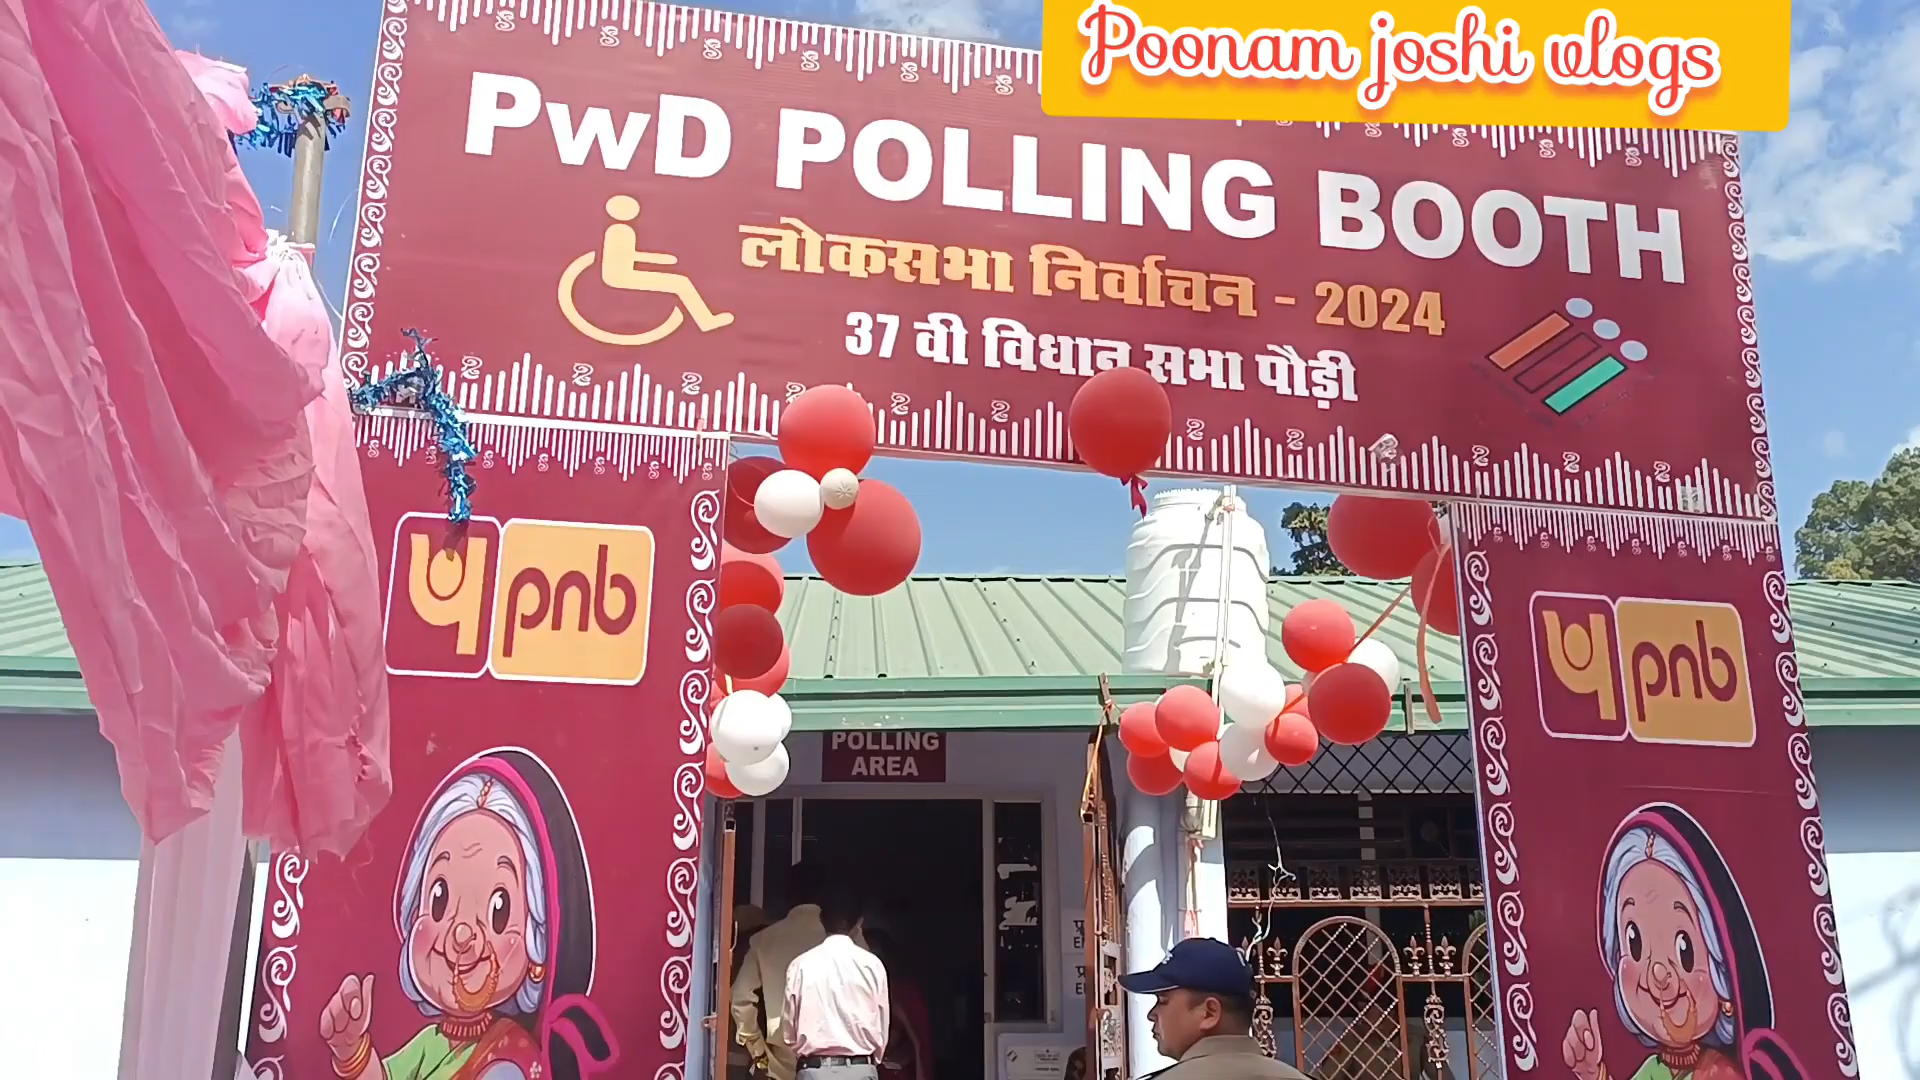 Poonam joshi vlogs
PwD POLLING BOOTH
लोकसभा निर्वाचन - 2024
37 वी विधान सभा पौड़ी
pnb
pnb
POLLING
AREA